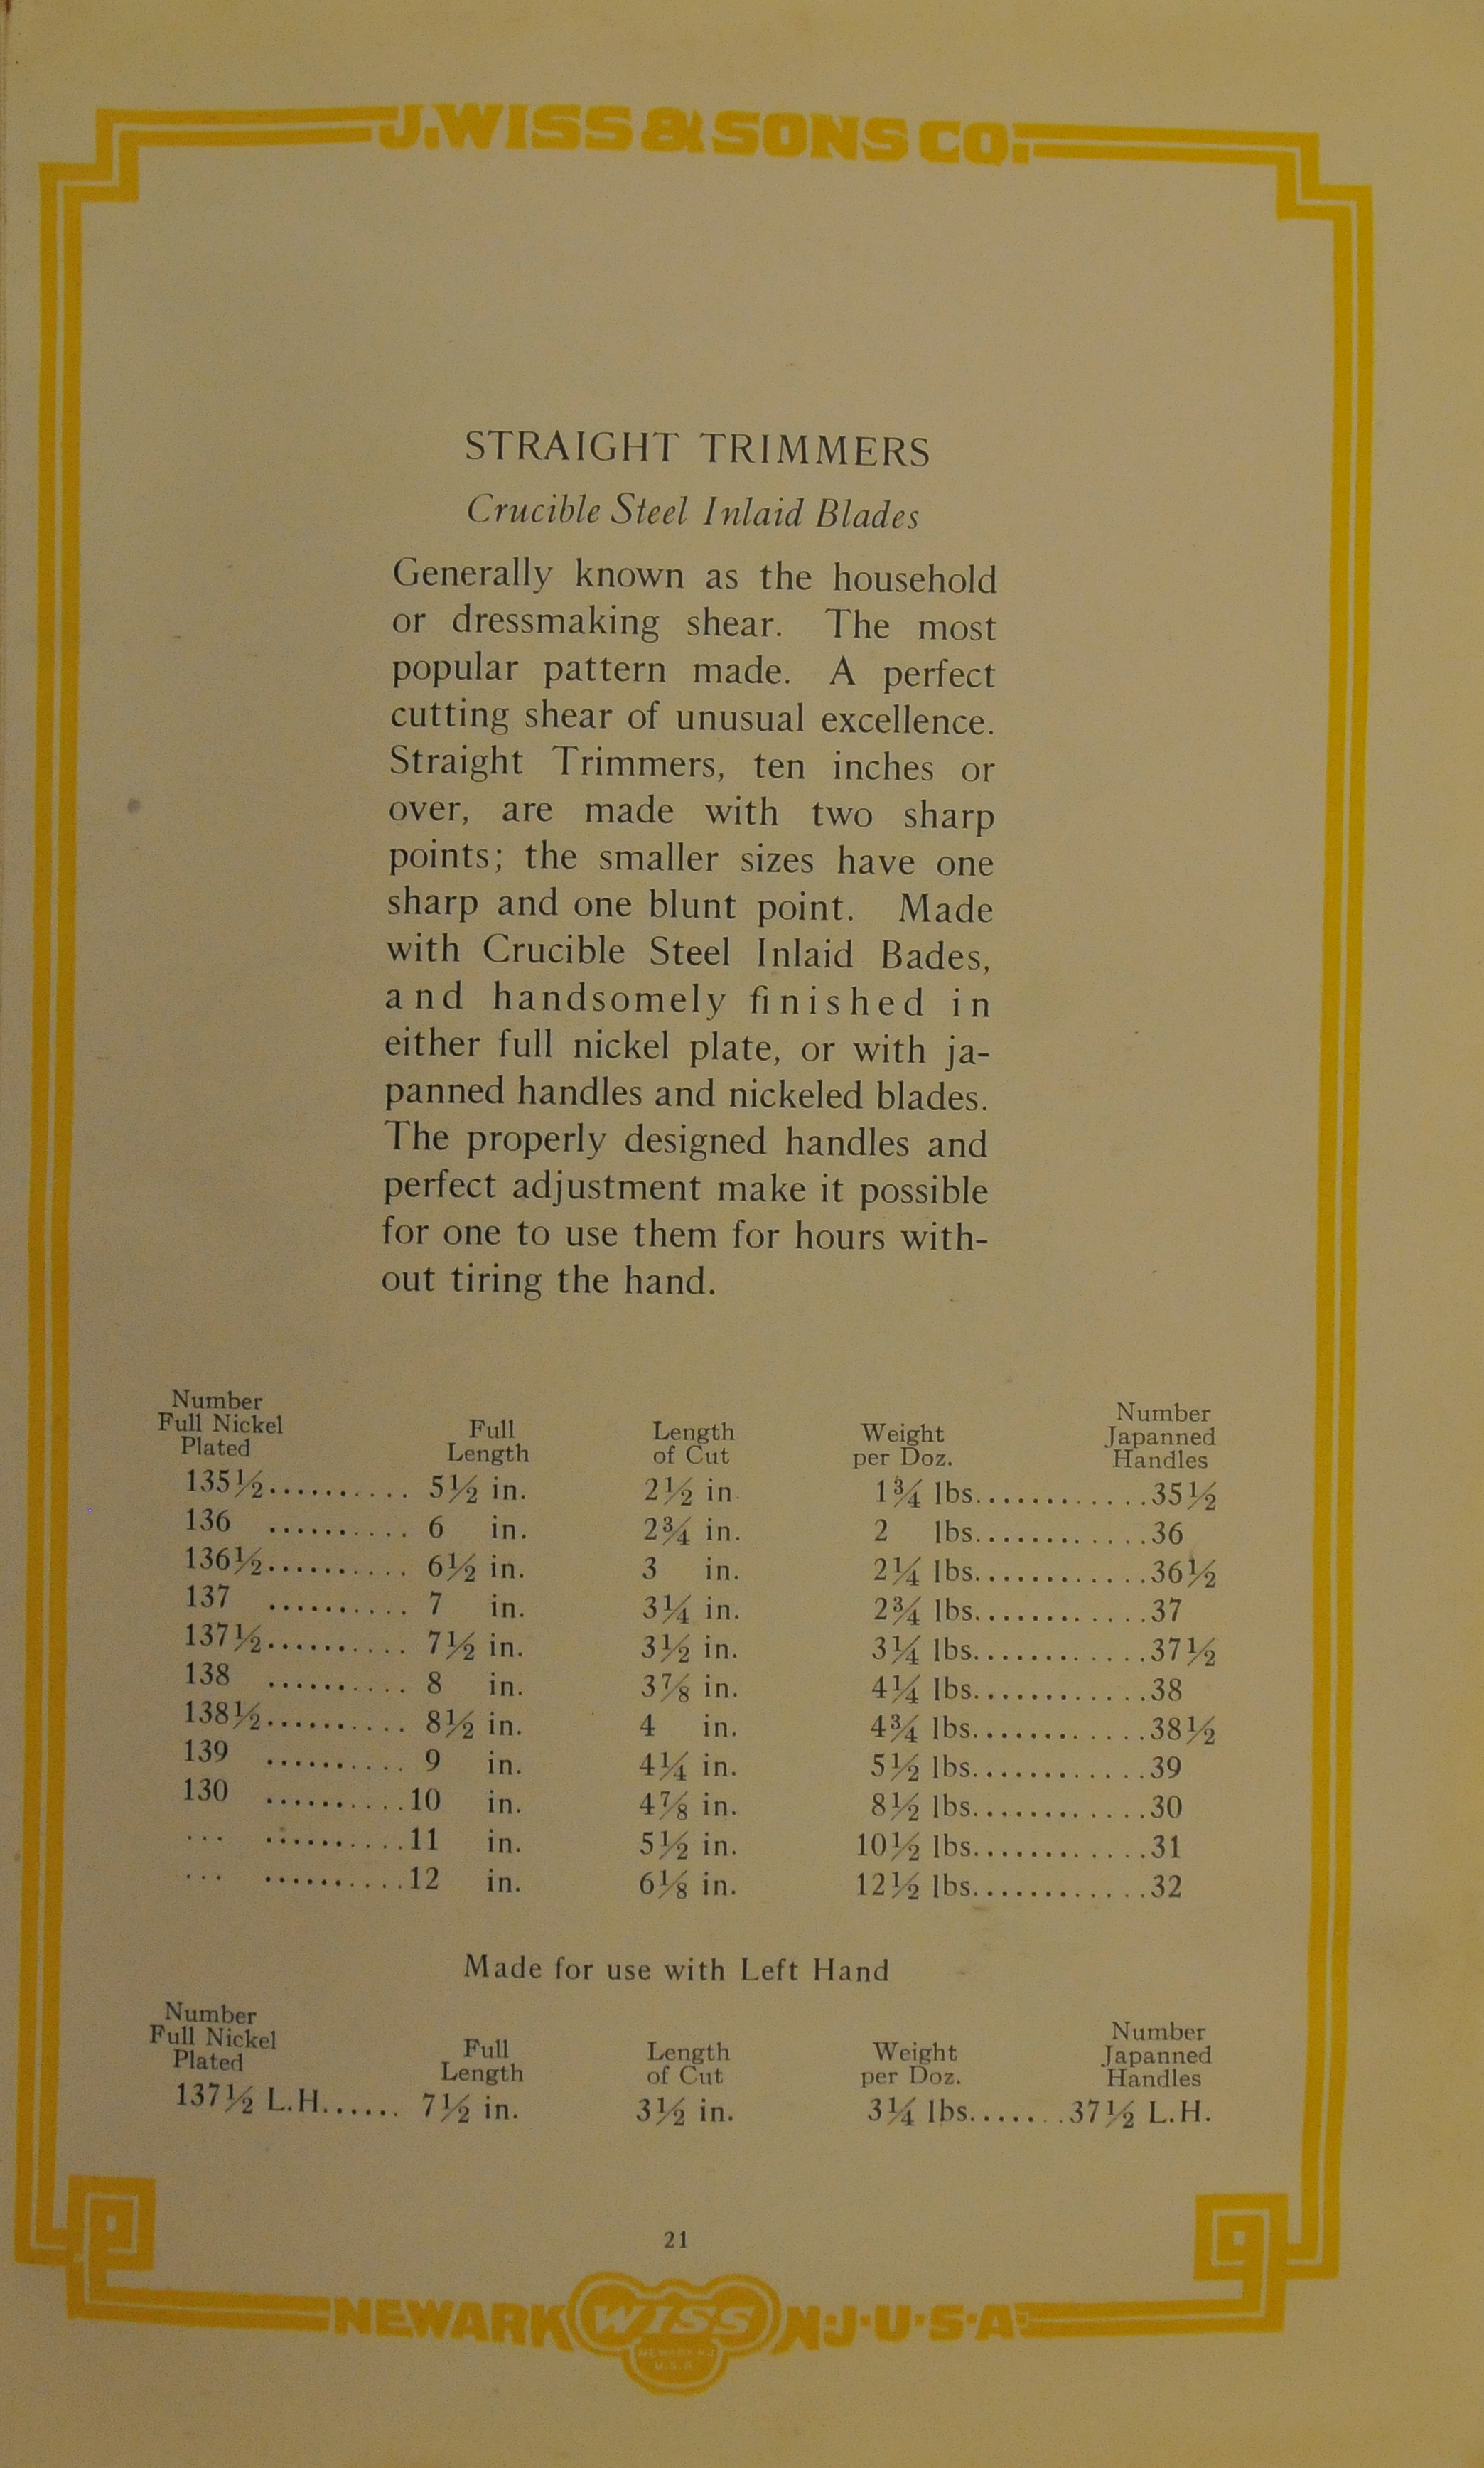 J. WISS & SONS CO.
STRAIGHT TRIMMERS
Crucible Steel Inlaid Blades
Generally known as the household
or dressmaking shear. The most
popular pattern made. A perfect
cutting shear of unusual excellence.
Straight Trimmers, ten inches or
over, are made with two sharp
points; the smaller sizes have one
sharp and one blunt point. Made
with Crucible Steel Inlaid Bades,
and handsomely finished in
either full nickel plate, or with ja-
panned handles and nickeled blades.
The properly designed handles and
perfect adjustment make it possible
for one to use them for hours with-
out tiring the hand.
Number Full Nickel Plated Full Length Length of Cut Weight per Doz. Number Japanned Handles
135½.......... 5½ in. 2½ in. 1¾ lbs.............35½
136 .......... 6 in. 2¾ in. 2 lbs.............36
136½.......... 6½ in. 3 in. 2¼ lbs.............36½
137 .......... 7 in. 3¼ in. 2¾ lbs.............37
137½.......... 7½ in. 3½ in. 3¼ lbs.............37½
138 .......... 8 in. 3⅞ in. 4¼ lbs.............38
138½.......... 8½ in. 4 in. 4¾ lbs.............38½
139 .......... 9 in. 4¼ in. 5½ lbs.............39
130 ..........10 in. 4⅞ in. 8½ lbs.............30
... ..........11 in. 5½ in. 10½ lbs.............31
... ..........12 in. 6⅛ in. 12½ lbs.............32
Made for use with Left Hand
Number Full Nickel Plated Full Length Length of Cut Weight per Doz. Number Japanned Handles
137½ L.H...... 7½ in. 3½ in. 3¼ lbs........37½ L.H.
21
NEWARK WISS N·J·U·S·A·
NEWARK N.J.
U.S.A.